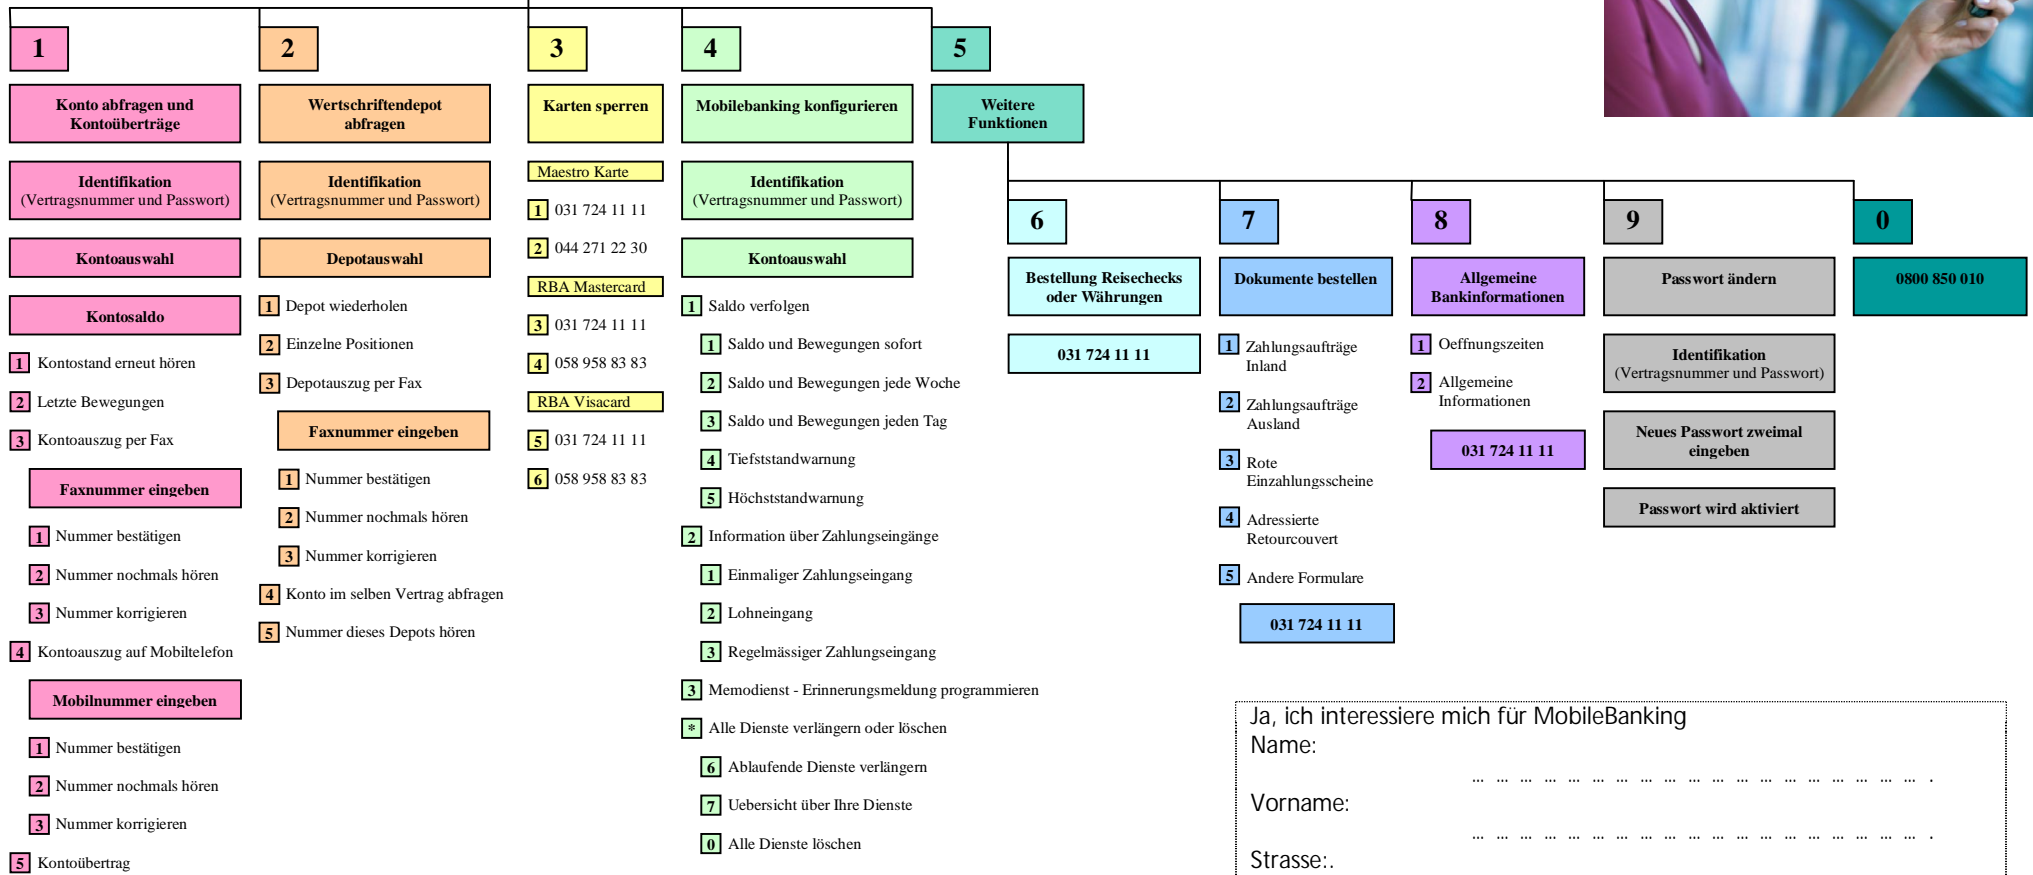 1
Konto abfragen und
Kontoüberträge
Identifikation
(Vertragsnummer und Passwort)
Kontoauswahl
Kontosaldo
1 Kontostand erneut hören
2 Letzte Bewegungen
3 Kontoauszug per Fax
Faxnummer eingeben
1 Nummer bestätigen
2 Nummer nochmals hören
3 Nummer korrigieren
4 Kontoauszug auf Mobiltelefon
Mobilnummer eingeben
1 Nummer bestätigen
2 Nummer nochmals hören
3 Nummer korrigieren
5 Kontoübertrag
2
Wertschriftendepot
abfragen
Identifikation
(Vertragsnummer und Passwort)
Depotauswahl
1 Depot wiederholen
2 Einzelne Positionen
3 Depotauszug per Fax
Faxnummer eingeben
1 Nummer bestätigen
2 Nummer nochmals hören
3 Nummer korrigieren
4 Konto im selben Vertrag abfragen
5 Nummer dieses Depots hören
3
Karten sperren
Maestro Karte
1 031 724 11 11
2 044 271 22 30
RBA Mastercard
3 031 724 11 11
4 058 958 83 83
RBA Visacard
5 031 724 11 11
6 058 958 83 83
4
Mobilebanking konfigurieren
Identifikation
(Vertragsnummer und Passwort)
Kontoauswahl
1 Saldo verfolgen
1 Saldo und Bewegungen sofort
2 Saldo und Bewegungen jede Woche
3 Saldo und Bewegungen jeden Tag
4 Tiefststandwarnung
5 Höchststandwarnung
2 Information über Zahlungseingänge
1 Einmaliger Zahlungseingang
2 Lohneingang
3 Regelmässiger Zahlungseingang
3 Memodienst - Erinnerungsmeldung programmieren
* Alle Dienste verlängern oder löschen
6 Ablaufende Dienste verlängern
7 Uebersicht über Ihre Dienste
0 Alle Dienste löschen
5
Weitere
Funktionen
6
Bestellung Reisechecks
oder Währungen
031 724 11 11
7
Dokumente bestellen
1 Zahlungsaufträge
Inland
2 Zahlungsaufträge
Ausland
3 Rote
Einzahlungsscheine
4 Adressierte
Retourcouvert
5 Andere Formulare
031 724 11 11
8
Allgemeine
Bankinformationen
1 Oeffnungszeiten
2 Allgemeine
Informationen
031 724 11 11
9
Passwort ändern
Identifikation
(Vertragsnummer und Passwort)
Neues Passwort zweimal
eingeben
Passwort wird aktiviert
0
0800 850 010
Ja, ich interessiere mich für MobileBanking
Name:
… … … … … … … … … … … … … … … … … … … .
Vorname:
… … … … … … … … … … … … … … … … … … … .
Strasse:.